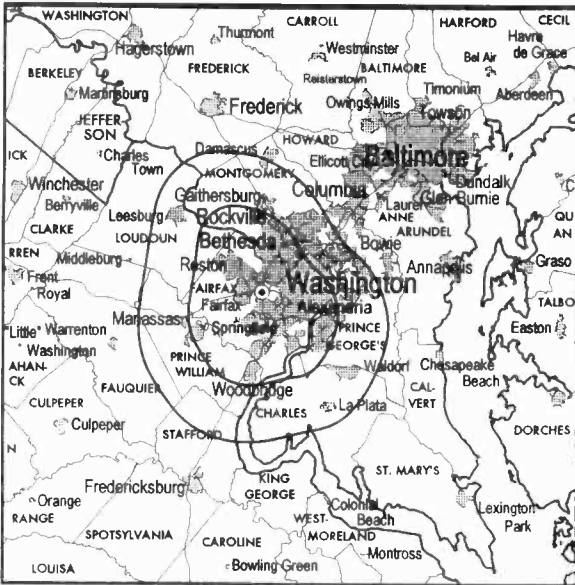 WASHINGTON
CARROLL
HARFORD
CECIL
Hagerstown
Thurmont
Westminster
Havre
de Grace
BERKELEY
FREDERICK
Reisterstown
BALTIMORE
Bel Air
Martinsburg
Frederick
Owings Mills
Timonium
Aberdeen
JEFFER
SON
Towson
HOWARD
ICK
Charles
Town
Damascus
Ellicott Ci
Baltimore
MONTGOMERY
Winchester
Berryville
Gaithersburg
Columbia
Dundalk
Glen Burnie
Leesburg
Rockville
Laurel
ANNE
ARUNDEL
QU
AN
CLARKE
LOUDOUN
Bethesda
Bowie
RREN
Middleburg
Reston
Annapolis
Graso
Front
Royal
FAIRFAX
Washington
Fairfax
Alexandria
TALBO
"Little"
Washington
Warrenton
Manassas
Springfield
PRINCE
GEORGE'S
Easton
AHAN-
CK
PRINCE
WILLIAM
Waldorf
Chesapeake
Beach
FAUQUIER
Woodbridge
CAL-
VERT
CULPEPER
CHARLES
La Plata
DORCHES
Culpeper
STAFFORD
N
ST. MARY'S
Fredericksburg
KING
GEORGE
Orange
RANGE
Colonial
Beach
Lexington
Park
SPOTSYLVANIA
WEST-
MORELAND
CAROLINE
Montross
LOUISA
Bowling Green